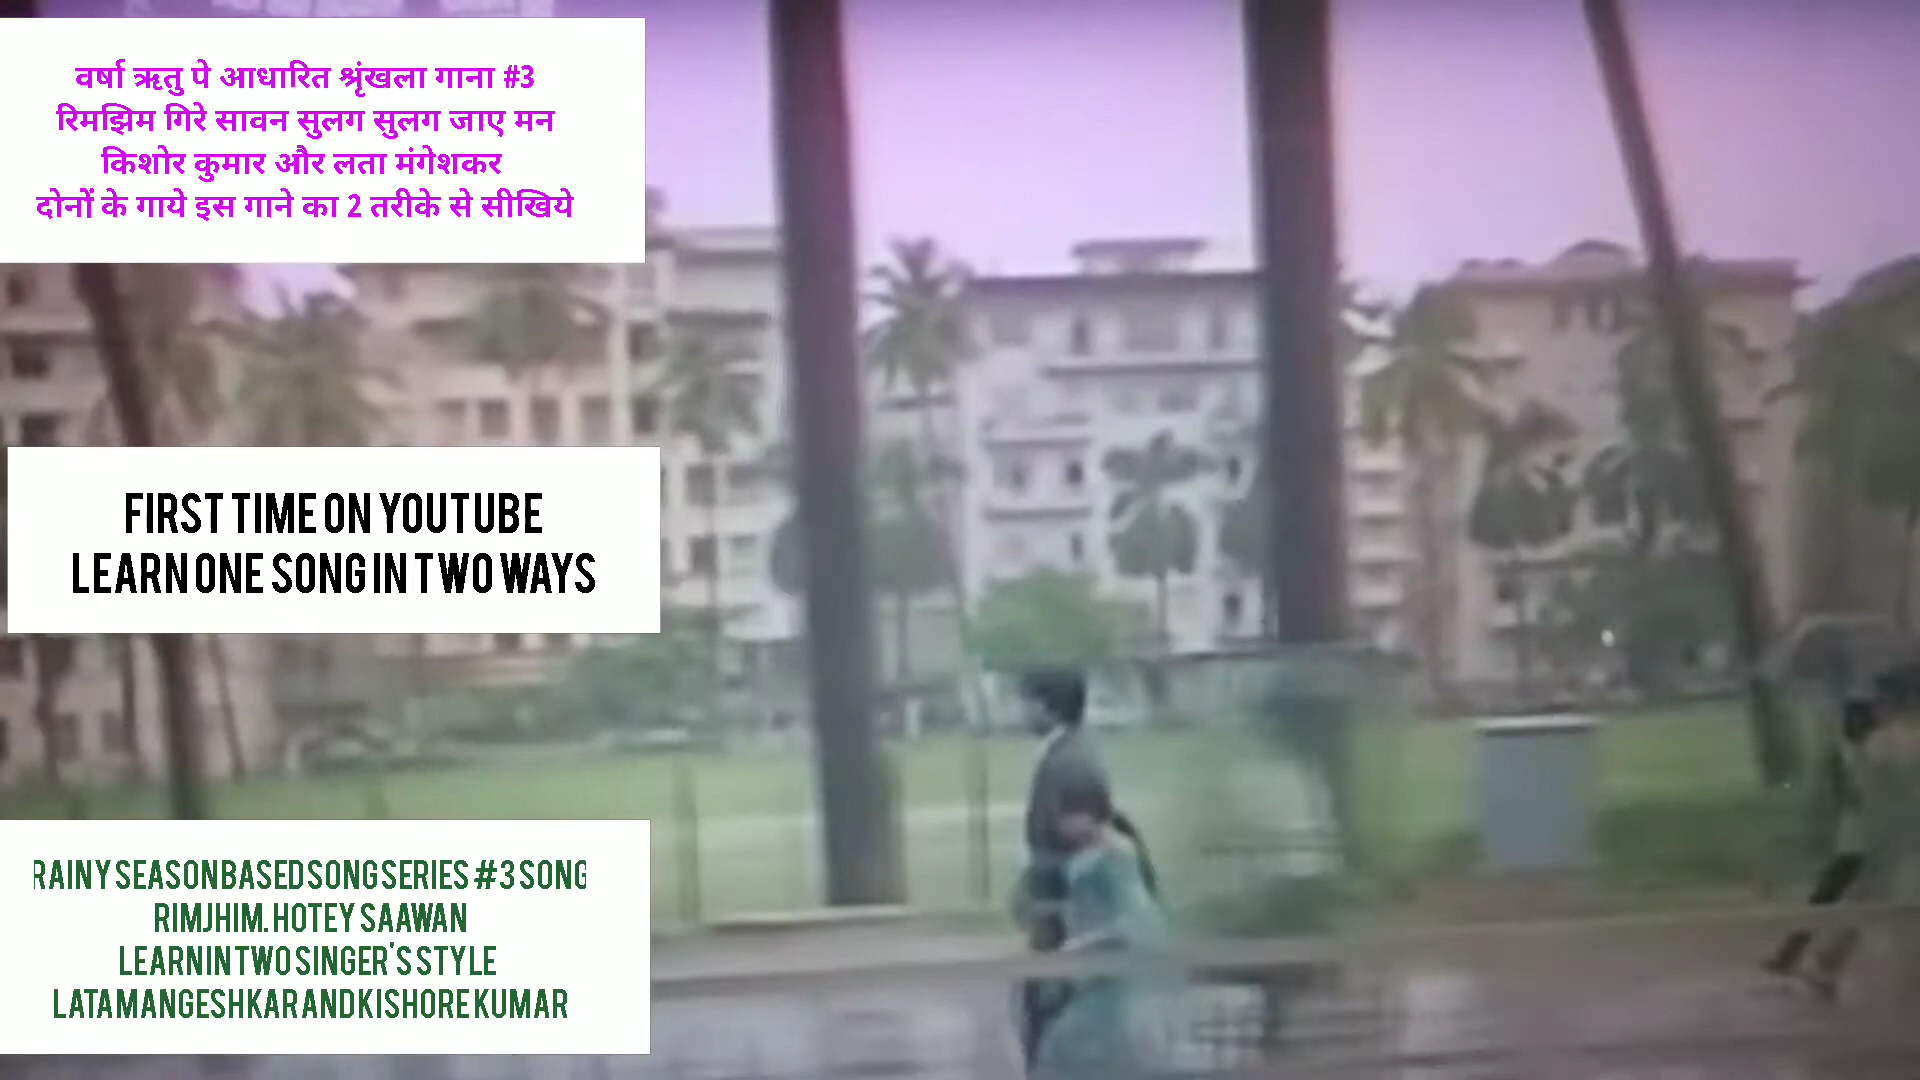 वर्षा ऋतु पे आधारित श्रृंखला गाना #3
रिमझिम गिरे सावन सुलग सुलग जाए मन
किशोर कुमार और लता मंगेशकर
दोनों के गाये इस गाने का 2 तरीके से सीखिये
FIRST TIME ON YOUTUBE
LEARN ONE SONG IN TWO WAYS
RAINY SEASON BASED SONG SERIES #3 SONG
RIMJHIM. HOTEY SAAWAN
LEARN IN TWO SINGER'S STYLE
LATA MANGESHKAR AND KISHORE KUMAR